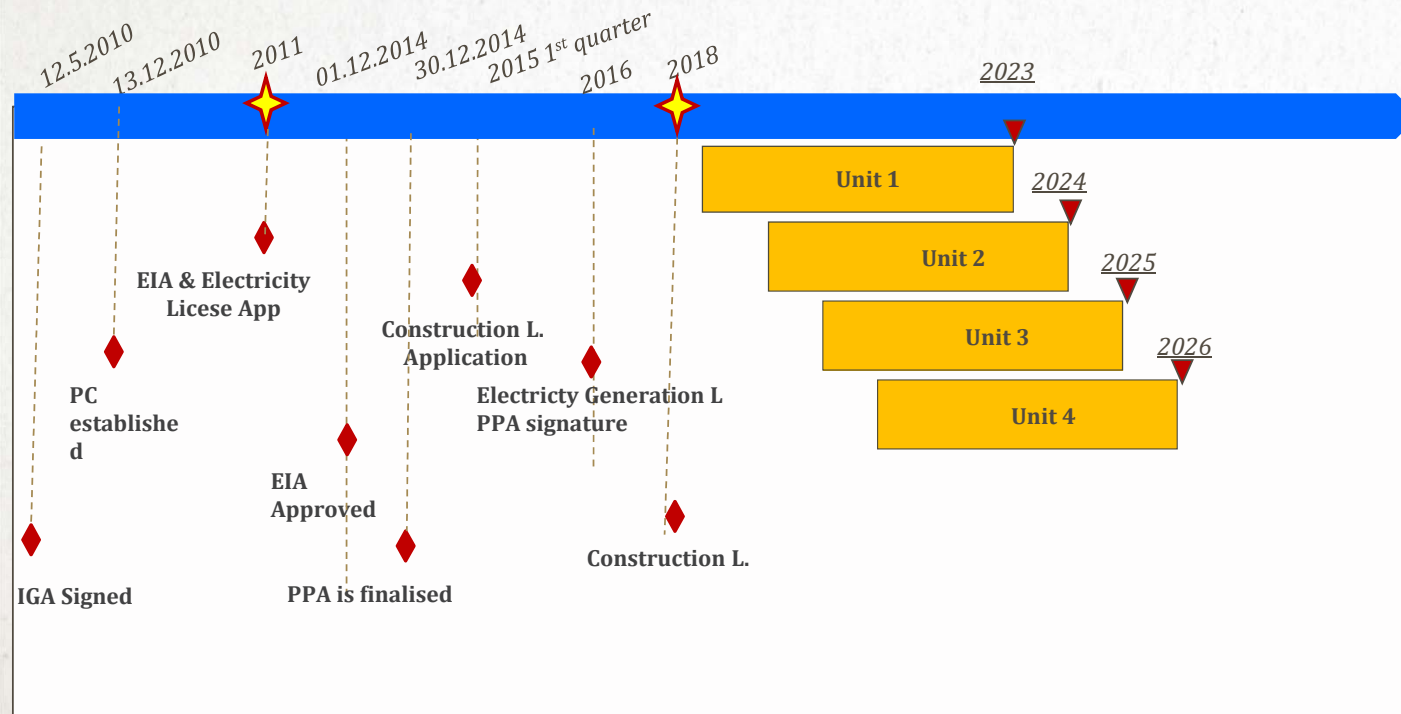 12.5.2010
13.12.2010
2011
01.12.2014
30.12.2014
2015 1st quarter
2016
2018
2023
Unit 1
2024
Unit 2
2025
Unit 3
2026
Unit 4
EIA & Electricity
Licese App
Construction L.
Application
PC
establishe
d
Electricty Generation L
PPA signature
EIA
Approved
Construction L.
IGA Signed
PPA is finalised